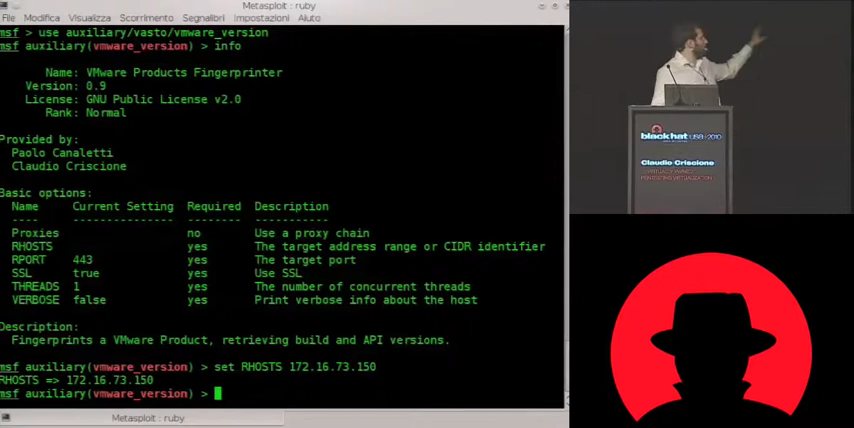 Metasploit : ruby
File Modifica Visualizza Scorrimento Segnalibri Impostazioni Aiuto
msf > use auxiliary/vasto/vmware_version
msf auxiliary(vmware_version) > info
Name: VMware Products Fingerprinter
Version: 0.9
License: GNU Public License v2.0
Rank: Normal
Provided by:
Paolo Canaletti
Claudio Criscione
Basic options:
Name Current Setting Required Description
---- --------------- -------- -----------
Proxies no Use a proxy chain
RHOSTS yes The target address range or CIDR identifier
RPORT 443 yes The target port
SSL true yes Use SSL
THREADS 1 yes The number of concurrent threads
VERBOSE false yes Print verbose info about the host
Description:
Fingerprints a VMware Product, retrieving build and API versions.
msf auxiliary(vmware_version) > set RHOSTS 172.16.73.150
RHOSTS => 172.16.73.150
msf auxiliary(vmware_version) >
Metasploit : ruby
black hat USA | 2010
Claudio Criscione
VIRTUALLY PWNED
PENTESTING VIRTUALIZATION